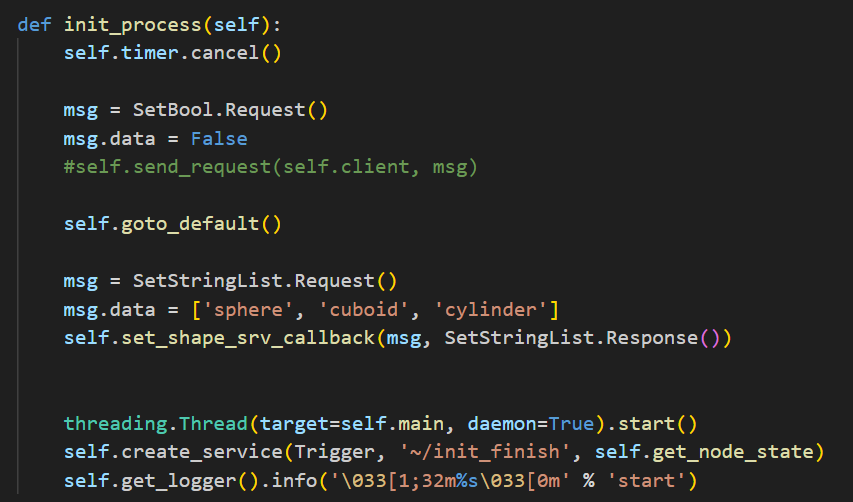 def init_process(self):
    self.timer.cancel()
    msg = SetBool.Request()
    msg.data = False
    #self.send_request(self.client, msg)
    self.goto_default()
    msg = SetStringList.Request()
    msg.data = ['sphere', 'cuboid', 'cylinder']
    self.set_shape_srv_callback(msg, SetStringList.Response())
    threading.Thread(target=self.main, daemon=True).start()
    self.create_service(Trigger, '~/init_finish', self.get_node_state)
    self.get_logger().info('\033[1;32m%s\033[0m' % 'start')